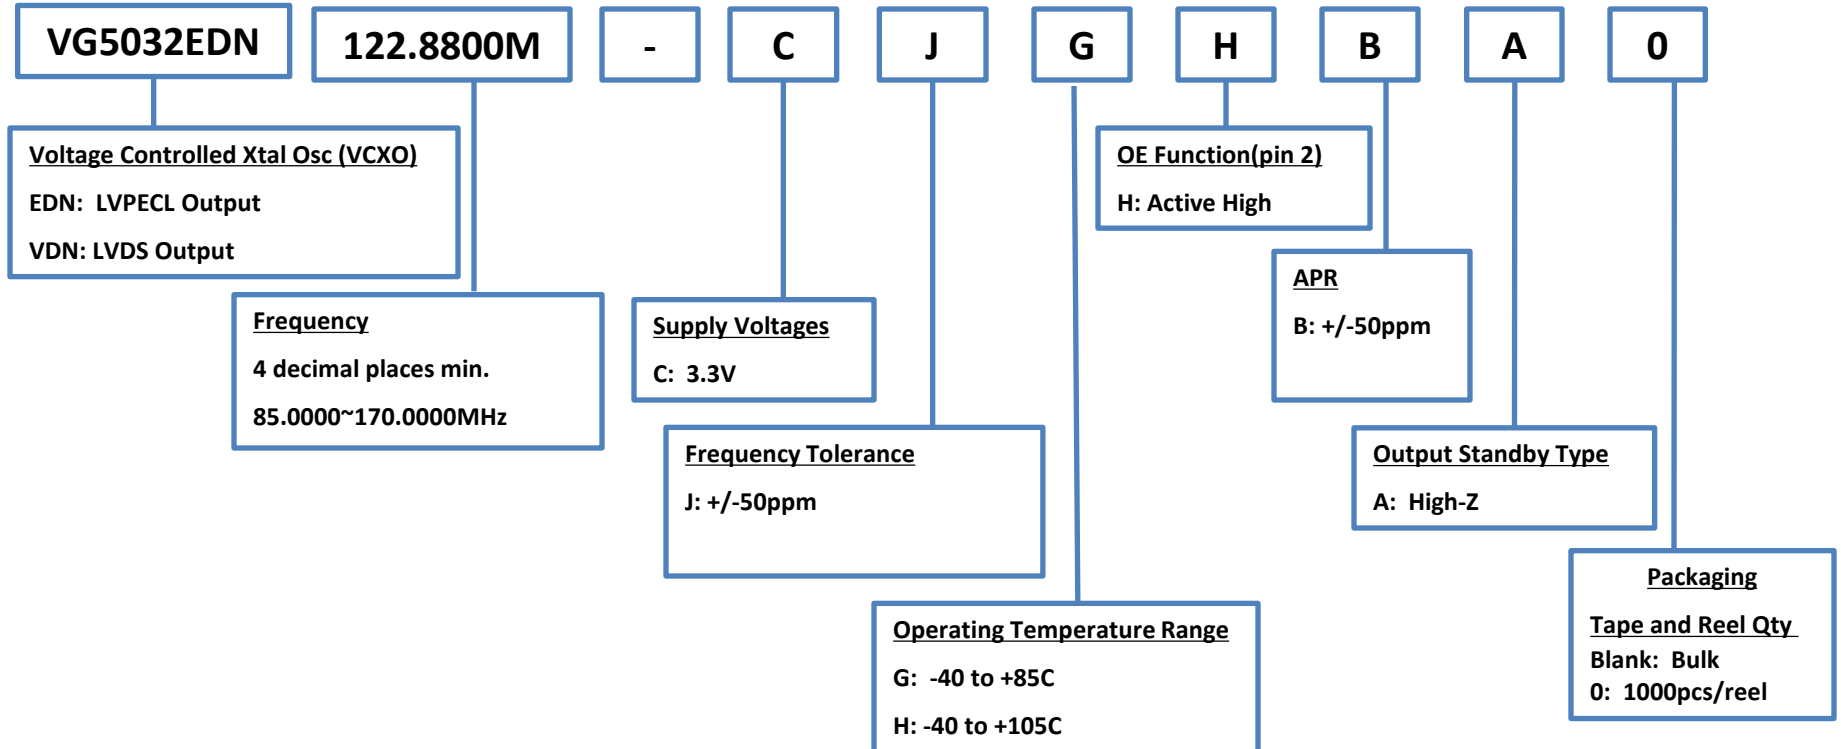 VG5032EDN 122.8800M - C J G H B A 0
Voltage Controlled Xtal Osc (VCXO)
EDN: LVPECL Output
VDN: LVDS Output
OE Function(pin 2)
H: Active High
Frequency
4 decimal places min.
85.0000~170.0000MHz
Supply Voltages
C: 3.3V
APR
B: +/-50ppm
Frequency Tolerance
J: +/-50ppm
Output Standby Type
A: High-Z
Operating Temperature Range
G: -40 to +85C
H: -40 to +105C
Packaging
Tape and Reel Qty
Blank: Bulk
0: 1000pcs/reel